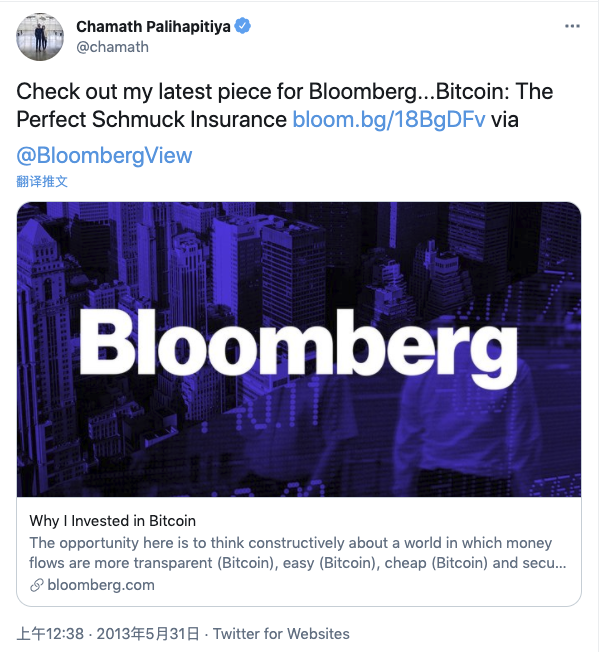 Chamath Palihapitiya
@chamath
Check out my latest piece for Bloomberg...Bitcoin: The
Perfect Schmuck Insurance bloom.bg/18BgDFv via
@BloombergView
翻译推文
Bloomberg
Why I Invested in Bitcoin
The opportunity here is to think constructively about a world in which money
flows are more transparent (Bitcoin), easy (Bitcoin), cheap (Bitcoin) and secu...
bloomberg.com
上午12:38 · 2013年5月31日 · Twitter for Websites